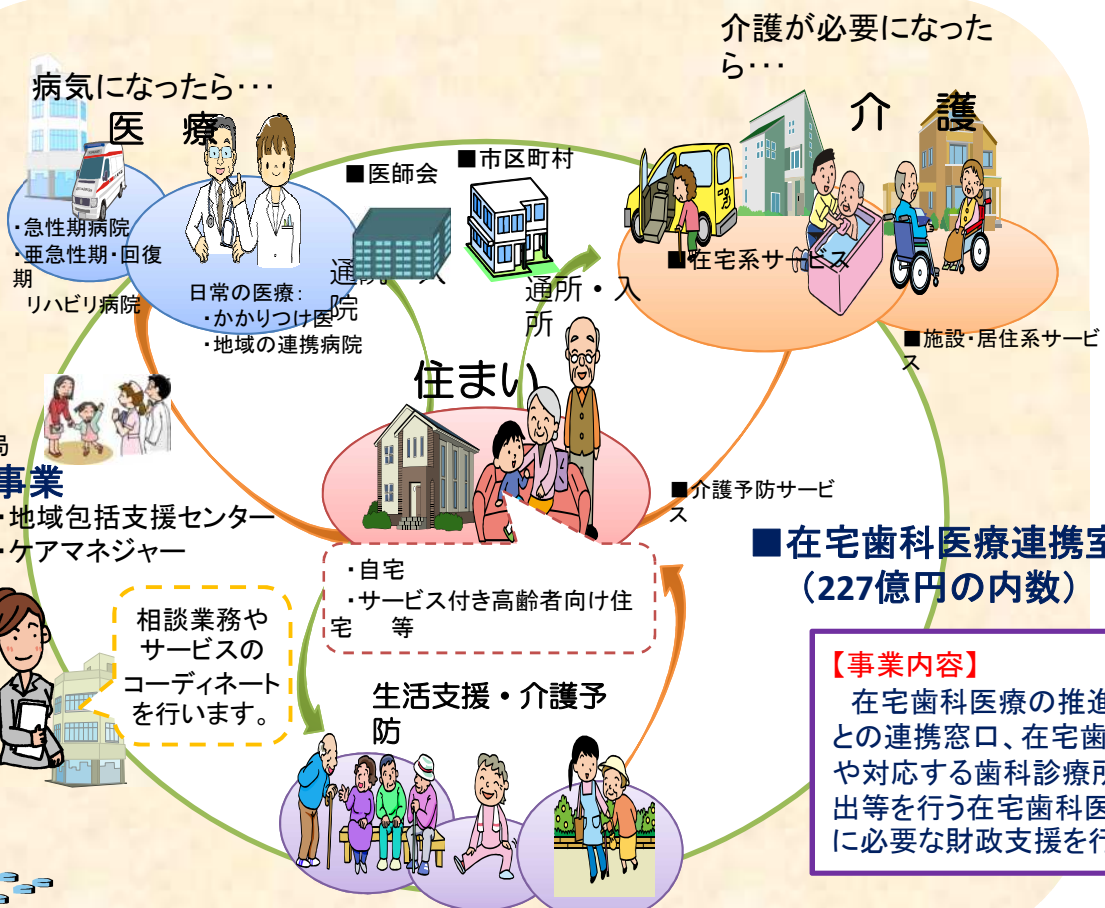 介護が必要になった
ら・・・
介　護
病気になったら・・・
医　療
■医師会
■市区町村
・急性期病院
・亜急性期・回復
期
リハビリ病院
日常の医療:
・かかりつけ医
・地域の連携病院
院
通所・入
所
■在宅系サービス
■施設・居住系サービ
ス
住まい
局
事業
・地域包括支援センター
・ケアマネジャー
■介護予防サービ
ス
■在宅歯科医療連携室
（227億円の内数）
・自宅
・サービス付き高齢者向け住
宅　等
相談業務や
サービスの
コーディネート
を行います。
生活支援・介護予
防
【事業内容】
在宅歯科医療の推進
との連携窓口、在宅歯
や対応する歯科診療所
出等を行う在宅歯科医
に必要な財政支援を行